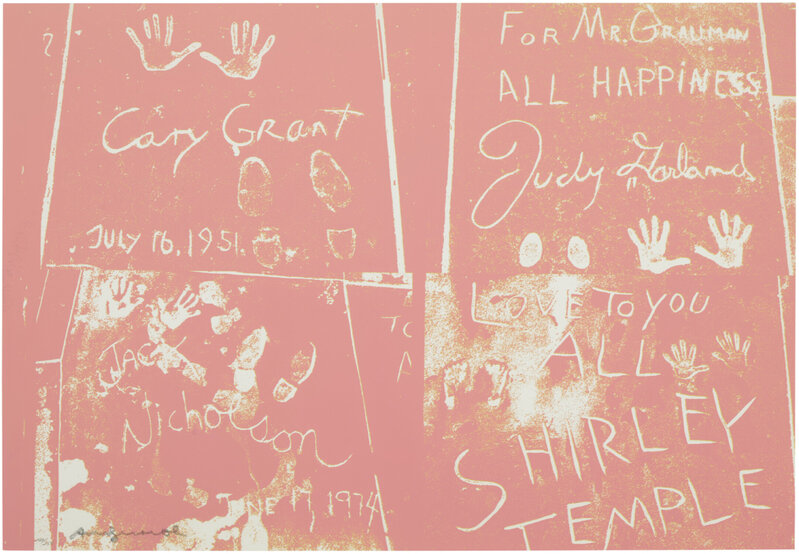 Cary Grant
JULY 16, 1951.
FOR MR. GRAUMAN
ALL HAPPINESS
Judy Garland
JACK
Nicholson
JUNE 17 1974
LOVE TO YOU
ALL
SHIRLEY
TEMPLE